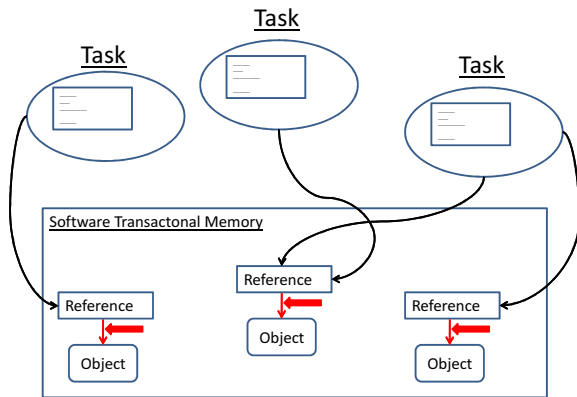 Task
Task
Task
Software Transactonal Memory
Reference
Reference
Reference
Object
Object
Object